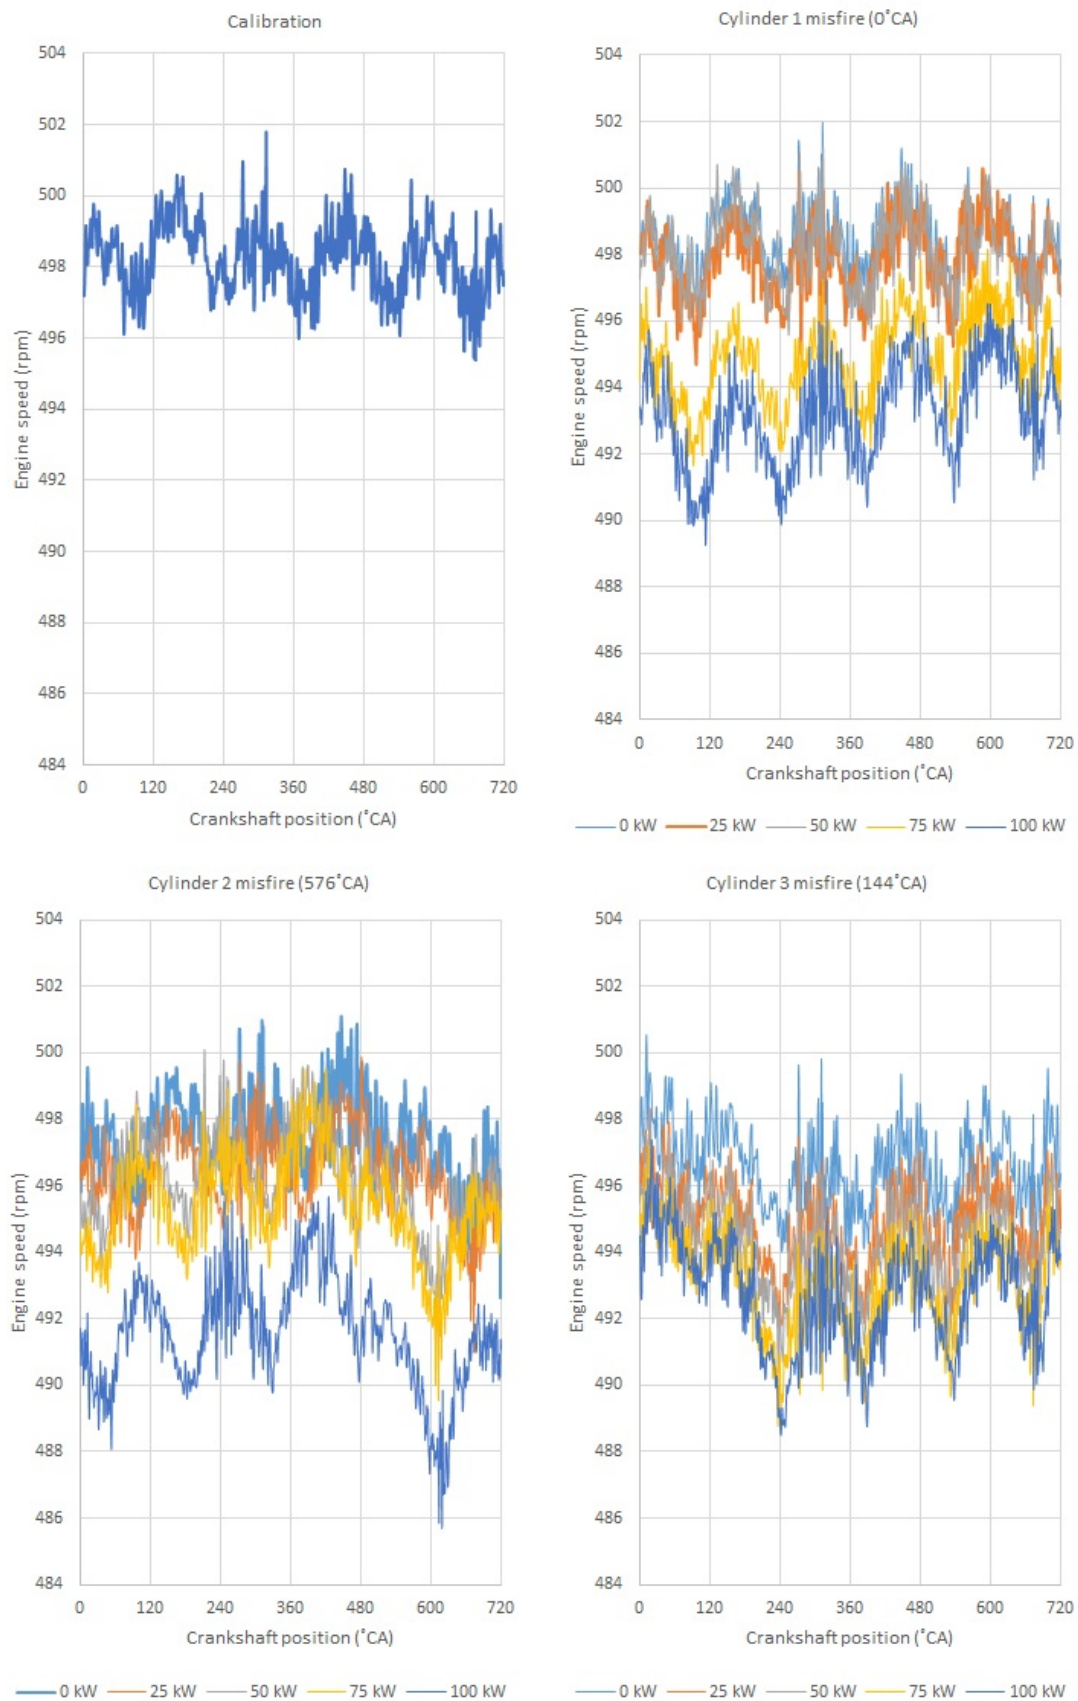 Calibration
504
502
500
498
496
494
492
490
488
486
484
Engine speed (rpm)
0 120 240 360 480 600 720
Crankshaft position (˚CA)
Cylinder 1 misfire (0˚CA)
504
502
500
498
496
494
492
490
488
486
484
Engine speed (rpm)
0 120 240 360 480 600 720
Crankshaft position (˚CA)
0 kW 25 kW 50 kW 75 kW 100 kW
Cylinder 2 misfire (576˚CA)
504
502
500
498
496
494
492
490
488
486
484
Engine speed (rpm)
0 120 240 360 480 600 720
Crankshaft position (˚CA)
0 kW 25 kW 50 kW 75 kW 100 kW
Cylinder 3 misfire (144˚CA)
504
502
500
498
496
494
492
490
488
486
484
Engine speed (rpm)
0 120 240 360 480 600 720
Crankshaft position (˚CA)
0 kW 25 kW 50 kW 75 kW 100 kW